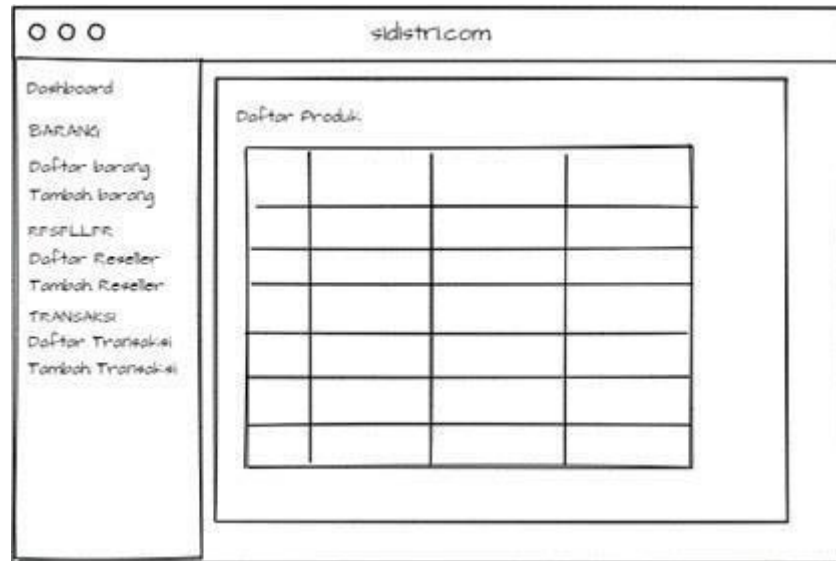 sidistri.com
Dashboard
BARANG
Daftar barang
Tambah barang
RESELLER
Daftar Reseller
Tambah Reseller
TRANSAKSI
Daftar Transaksi
Tambah Transaksi
Daftar Produk